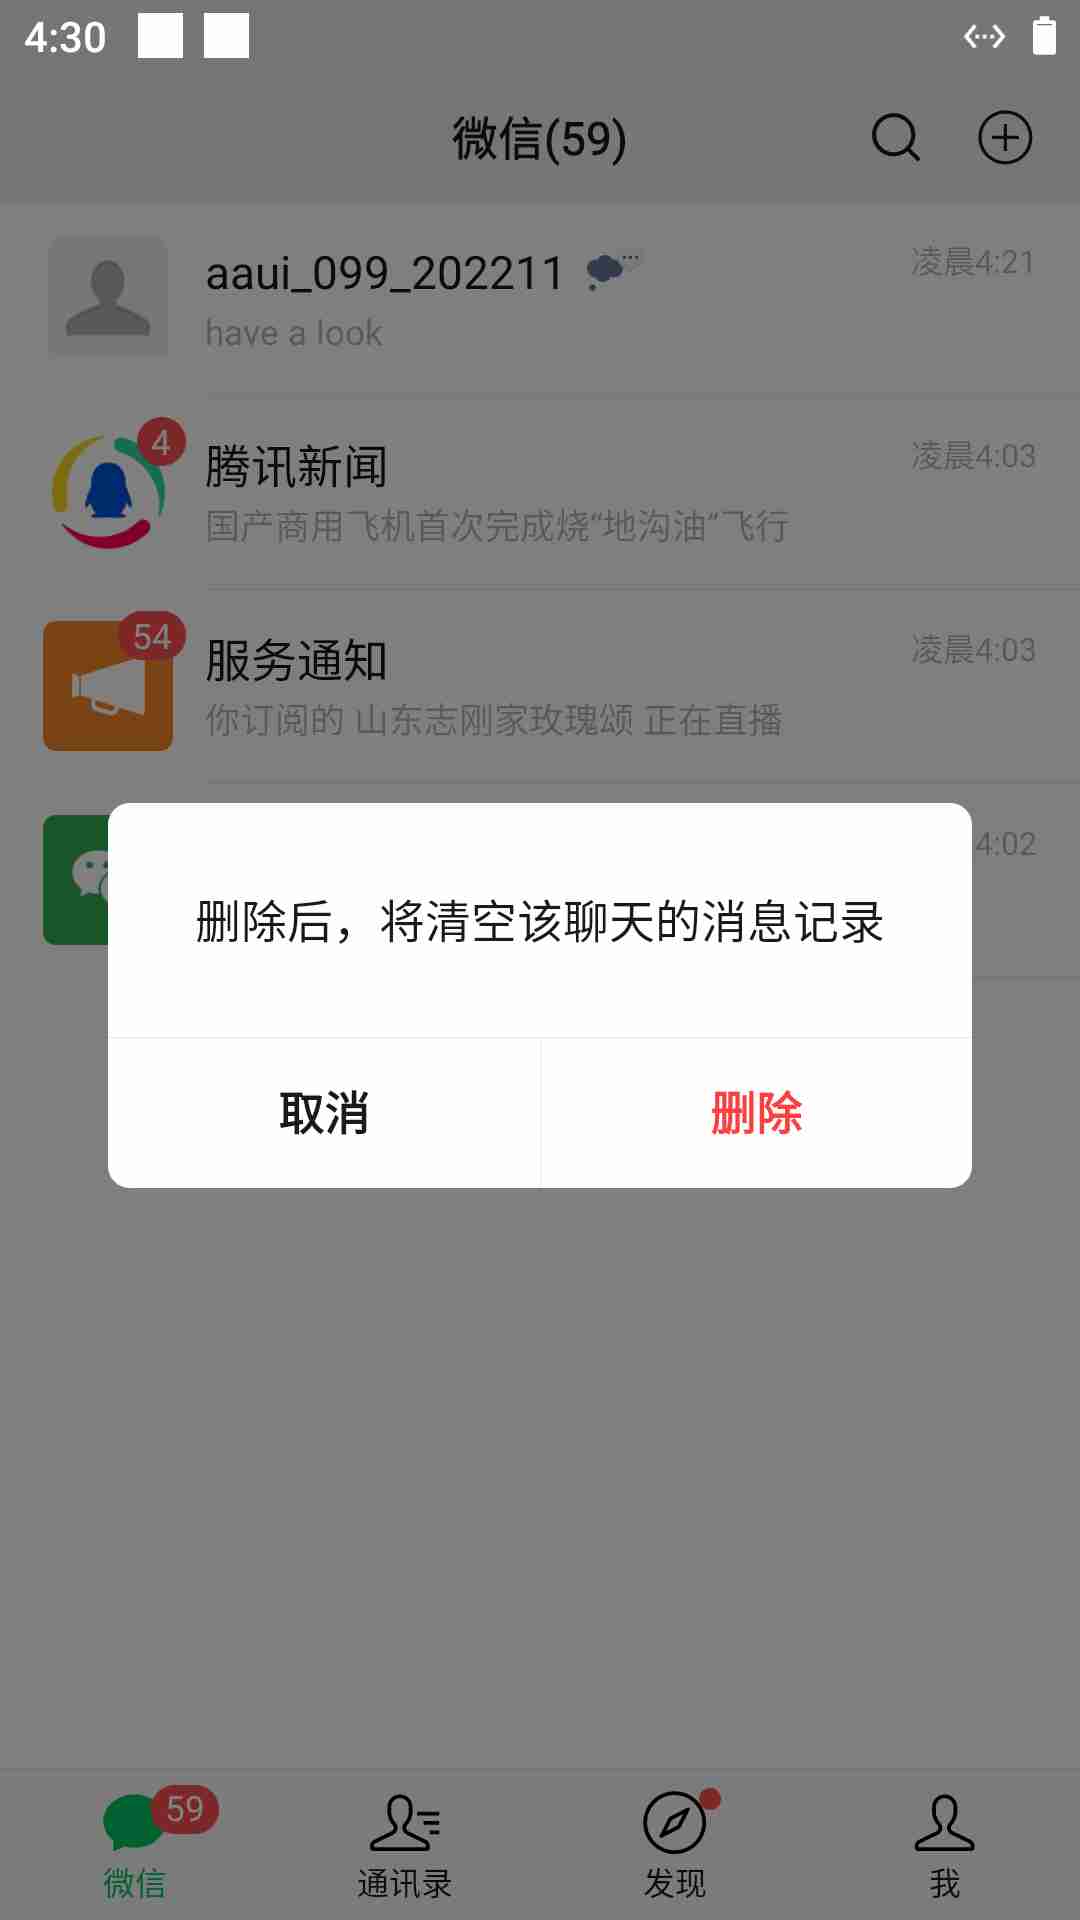 4:30
微信(59)
aaui_099_202211
凌晨4:21
have a look
4
腾讯新闻
凌晨4:03
国产商用飞机首次完成烧“地沟油”飞行
54
服务通知
凌晨4:03
你订阅的 山东志刚家玫瑰颂 正在直播
4:02
删除后，将清空该聊天的消息记录
取消
删除
59
微信
通讯录
发现
我